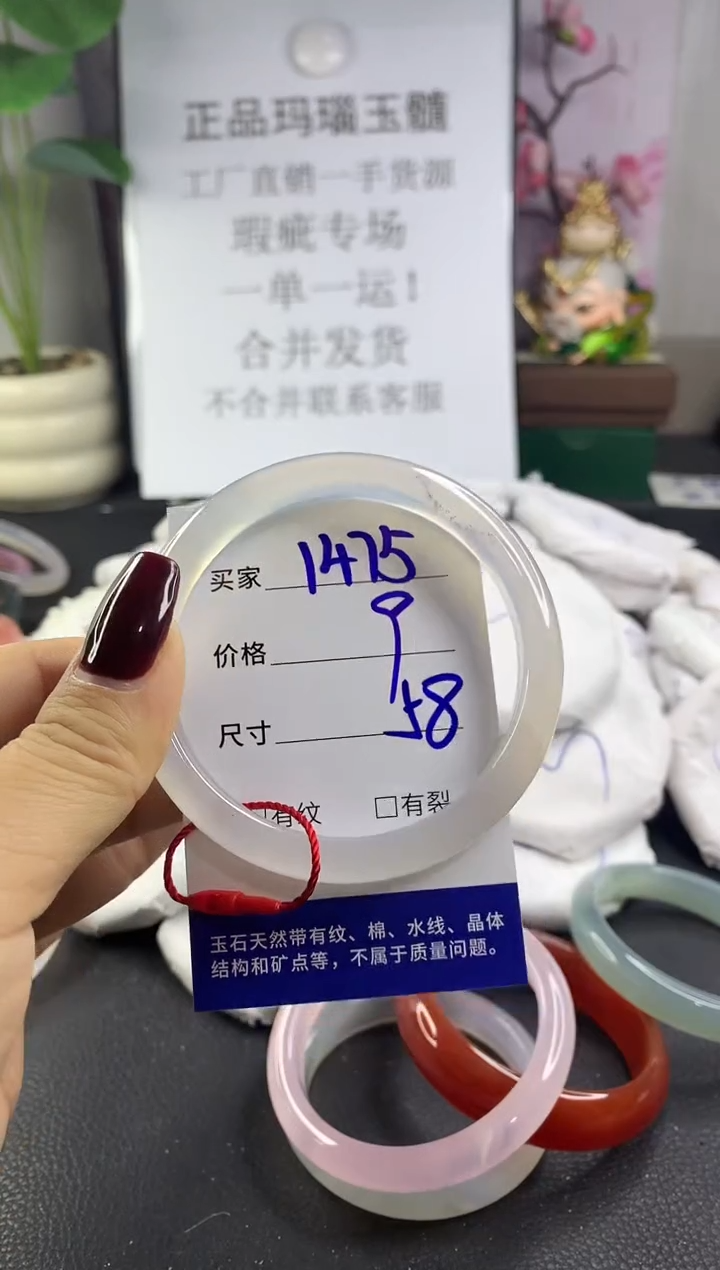 正品玛瑙玉髓
工厂直销一手货源
瑕疵专场
一单一运!
合并发货
不合并联系客服
买家 1475
价格 9
尺寸 58
有纹 □有裂
玉石天然带有纹、棉、水线、晶体
结构和矿点等，不属于质量问题。